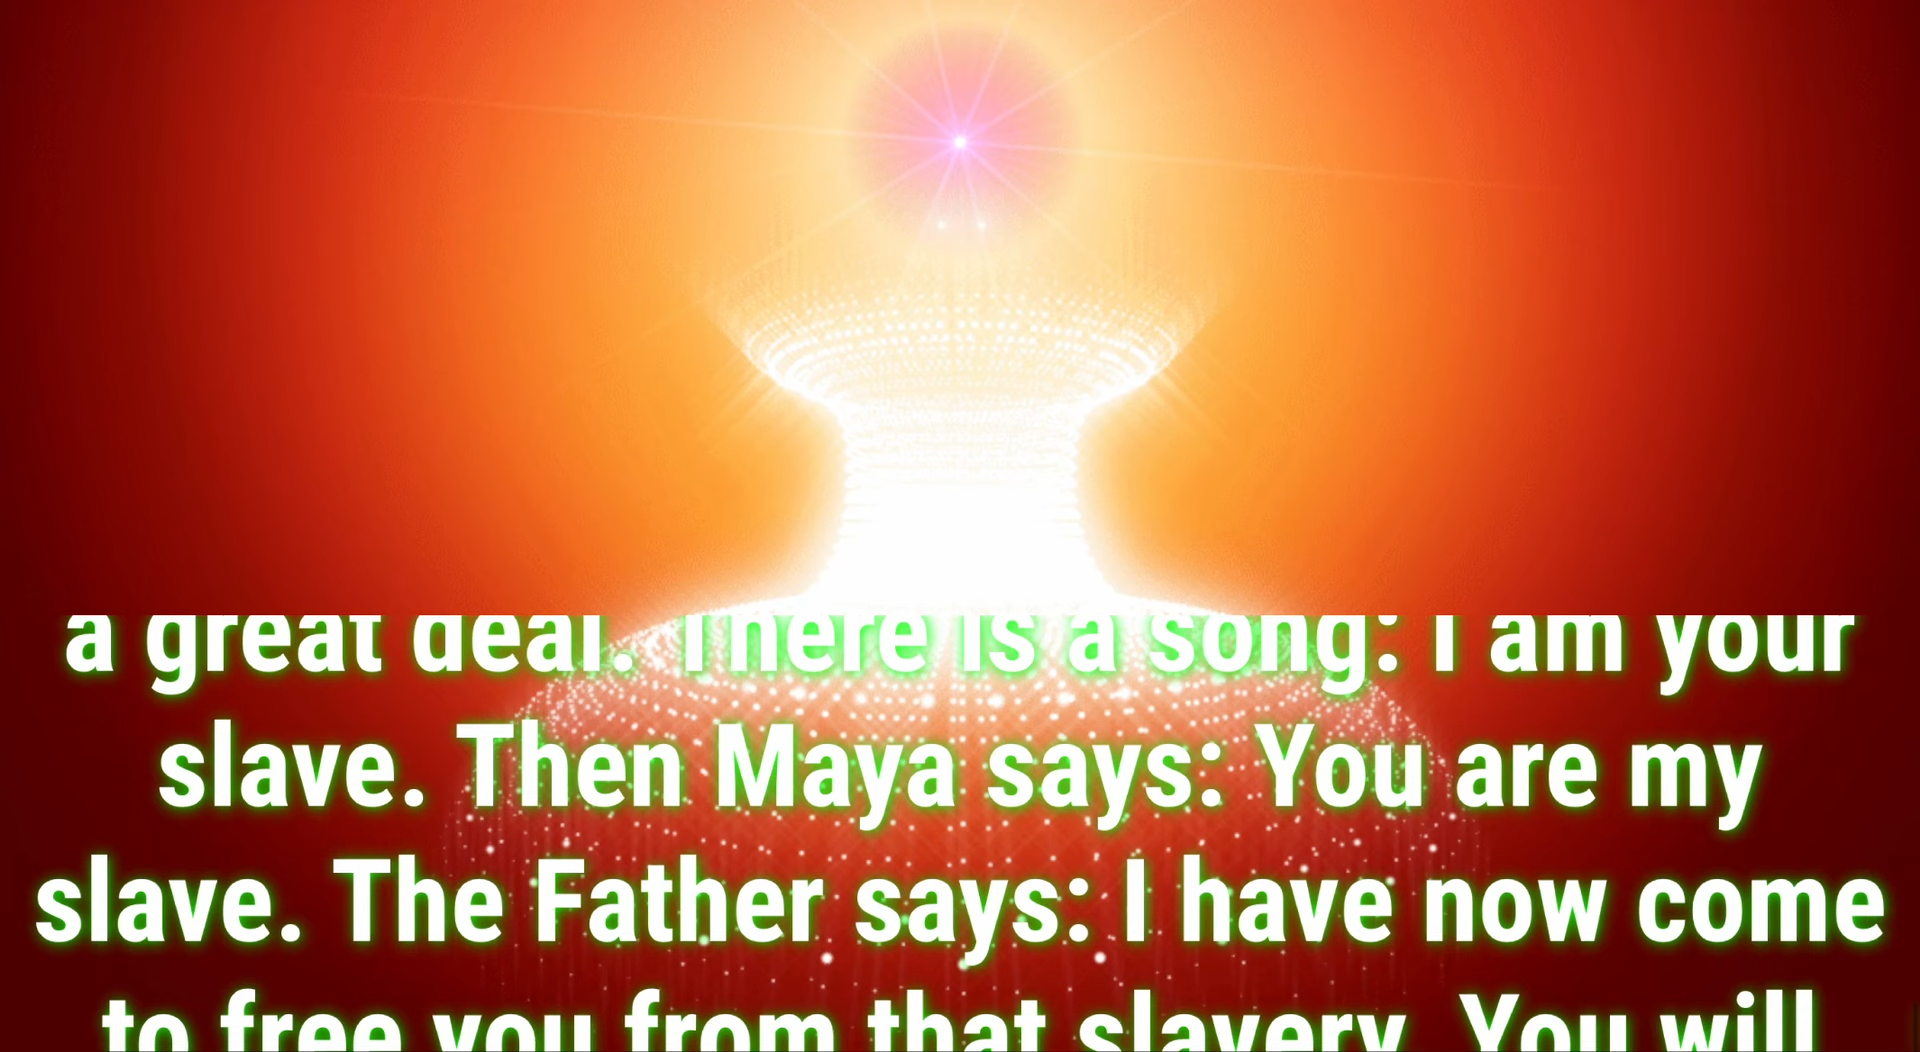 a great deal. There is a song: I am your
slave. Then Maya says: You are my
slave. The Father says: I have now come
to free you from that slavery. You will